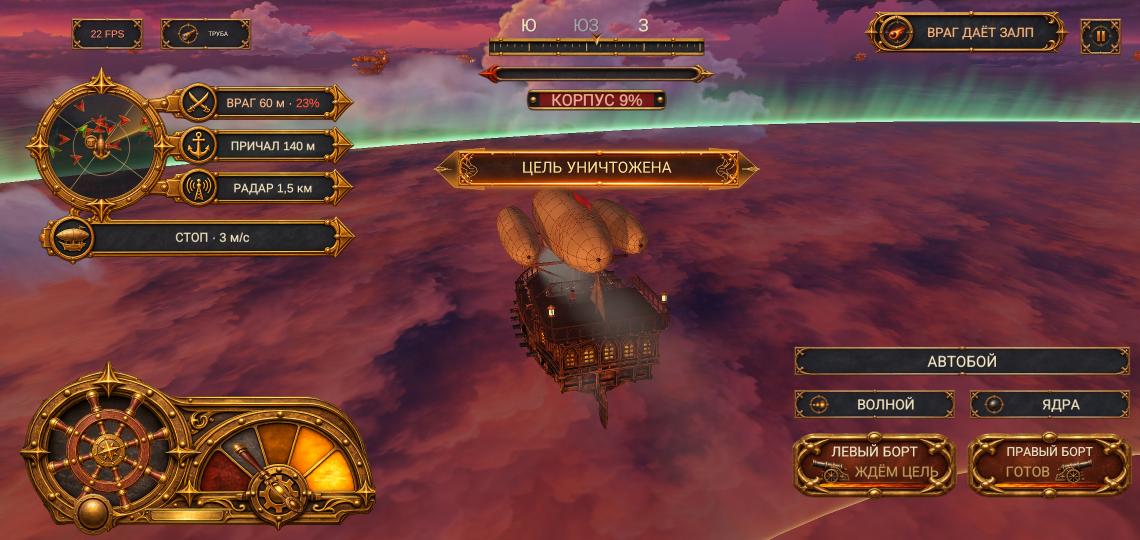 22 FPS
ТРУБА
Ю ЮЗ З
ВРАГ ДАЁТ ЗАЛП
КОРПУС 9%
ВРАГ 60 м · 23%
ПРИЧАЛ 140 м
РАДАР 1,5 км
СТОП · 3 м/с
ЦЕЛЬ УНИЧТОЖЕНА
АВТОБОЙ
ВОЛНОЙ
ЯДРА
ЛЕВЫЙ БОРТ
ЖДЁМ ЦЕЛЬ
ПРАВЫЙ БОРТ
ГОТОВ